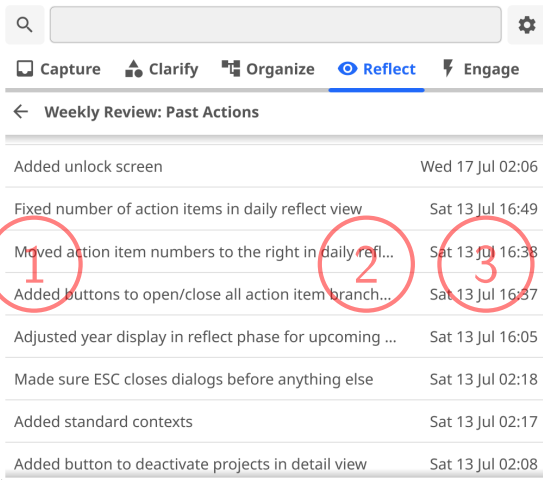 Capture Clarify Organize Reflect Engage
Weekly Review: Past Actions
Added unlock screen Wed 17 Jul 02:06
Fixed number of action items in daily reflect view Sat 13 Jul 16:49
Moved action item numbers to the right in daily refl... Sat 13 Jul 16:38
1 2 3
Added buttons to open/close all action item branch... Sat 13 Jul 16:37
Adjusted year display in reflect phase for upcoming ... Sat 13 Jul 16:05
Made sure ESC closes dialogs before anything else Sat 13 Jul 02:18
Added standard contexts Sat 13 Jul 02:17
Added button to deactivate projects in detail view Sat 13 Jul 02:08